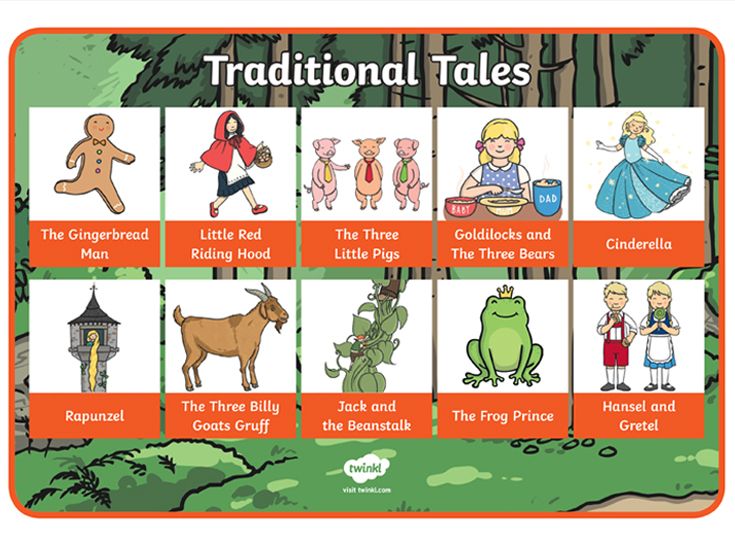 Traditional Tales
The Gingerbread
Man
Little Red
Riding Hood
The Three
Little Pigs
BABY
DAD
Goldilocks and
The Three Bears
Cinderella
Rapunzel
The Three Billy
Goats Gruff
Jack and
the Beanstalk
The Frog Prince
Hansel and
Gretel
twinkl
visit twinkl.com